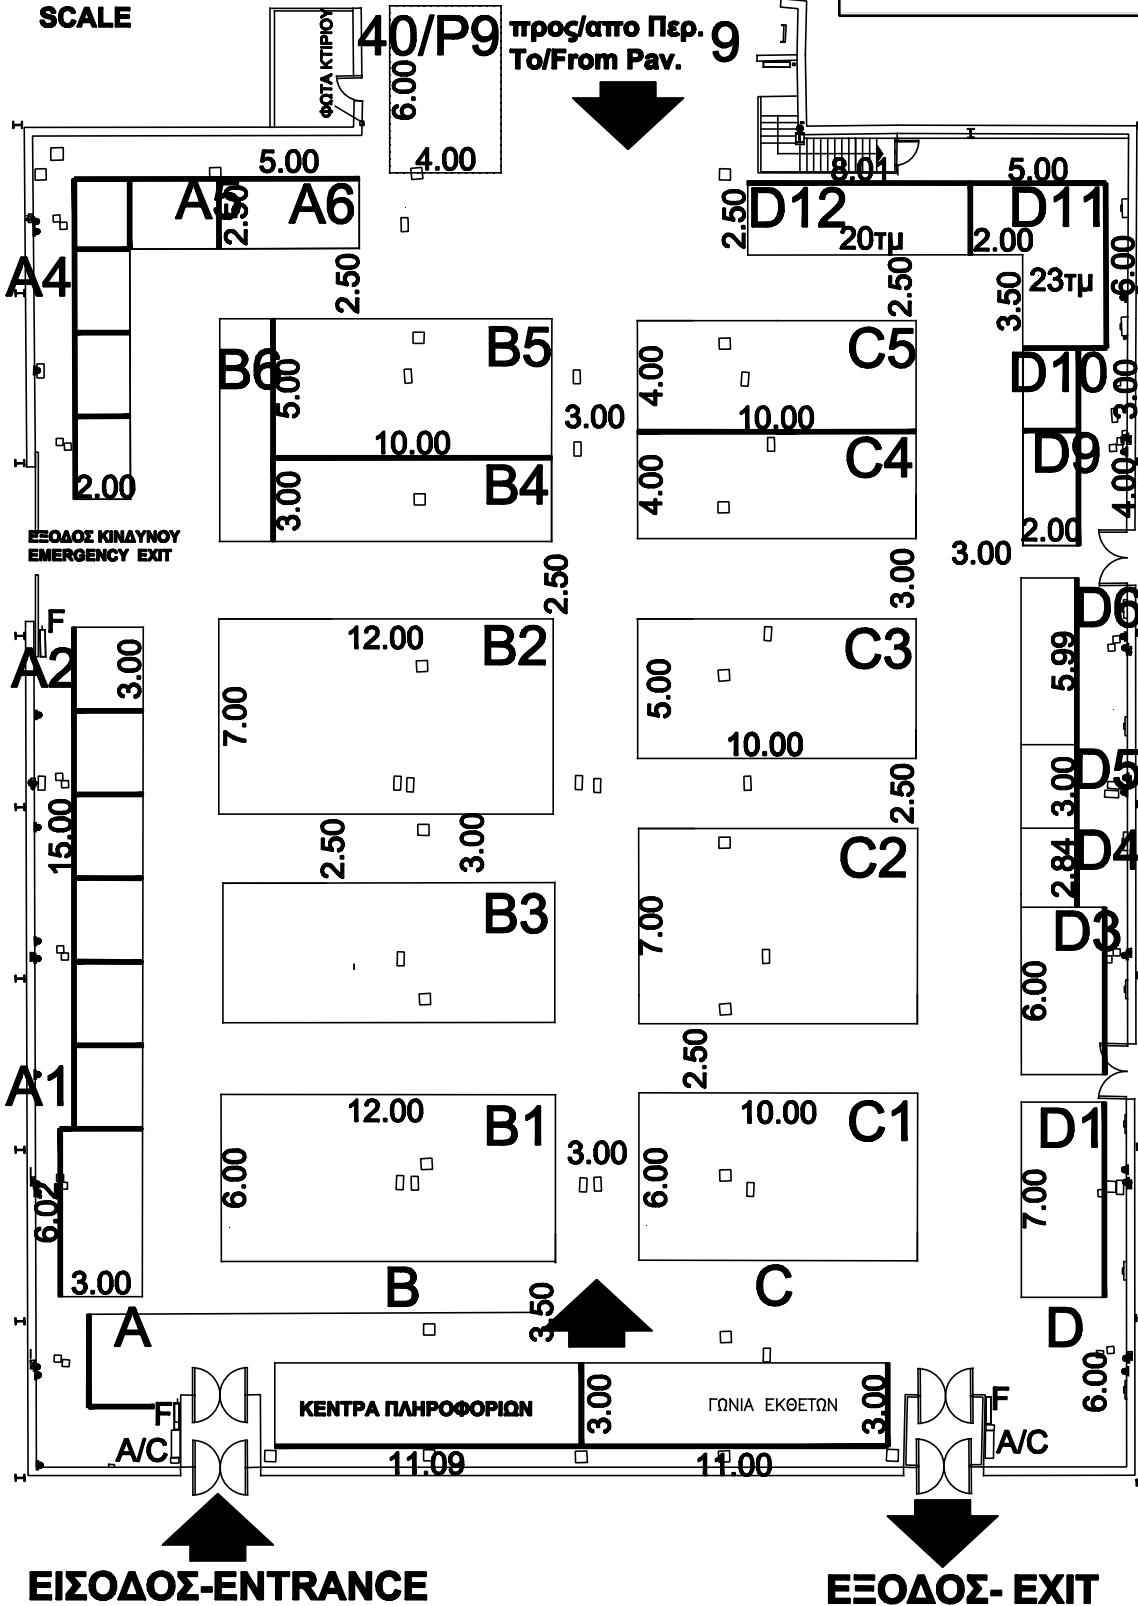 SCALE
ΦΩΤΑ ΚΤΙΡΙΟΥ
40/P9
6.00
4.00
προς/απο Περ. 9
To/From Pav.
5.00
A5
2.50
A6
2.50
A4
2.00
ΕΞΟΔΟΣ ΚΙΝΔΥΝΟΥ
EMERGENCY EXIT
8.01
5.00
2.50
D12
20τμ
2.00
D11
2.50
3.50
23τμ
6.00
B6
5.00
B5
10.00
3.00
B4
3.00
C5
4.00
10.00
C4
4.00
D10
3.00
D9
4.00
2.00
3.00
2.50
3.00
F
A2
3.00
15.00
12.00
B2
7.00
C3
5.00
10.00
D6
5.99
D5
3.00
D4
2.84
2.50
3.00
2.50
B3
C2
7.00
D3
6.00
2.50
A1
12.00
B1
6.00
3.00
10.00
C1
6.00
D1
7.00
6.02
3.00
A
B
C
D
3.50
6.00
F
A/C
ΚΕΝΤΡΑ ΠΛΗΡΟΦΟΡΙΩΝ
3.00
ΓΩΝΙΑ ΕΚΘΕΤΩΝ
3.00
F
A/C
11.09
11.00
ΕΙΣΟΔΟΣ-ENTRANCE
ΕΞΟΔΟΣ- EXIT